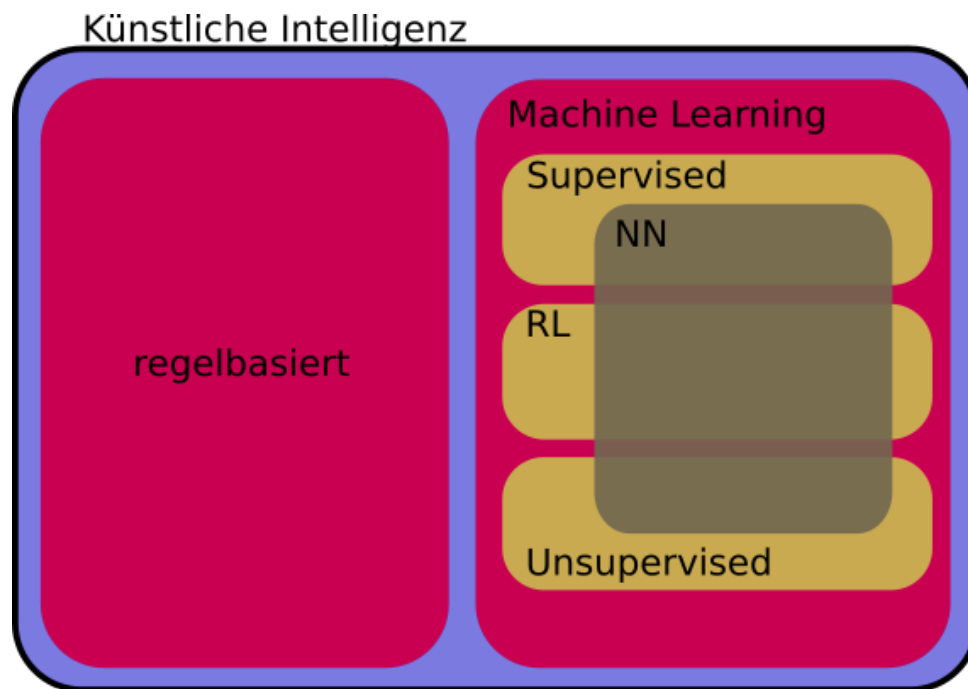 Künstliche Intelligenz
regelbasiert
Machine Learning
Supervised
NN
RL
Unsupervised